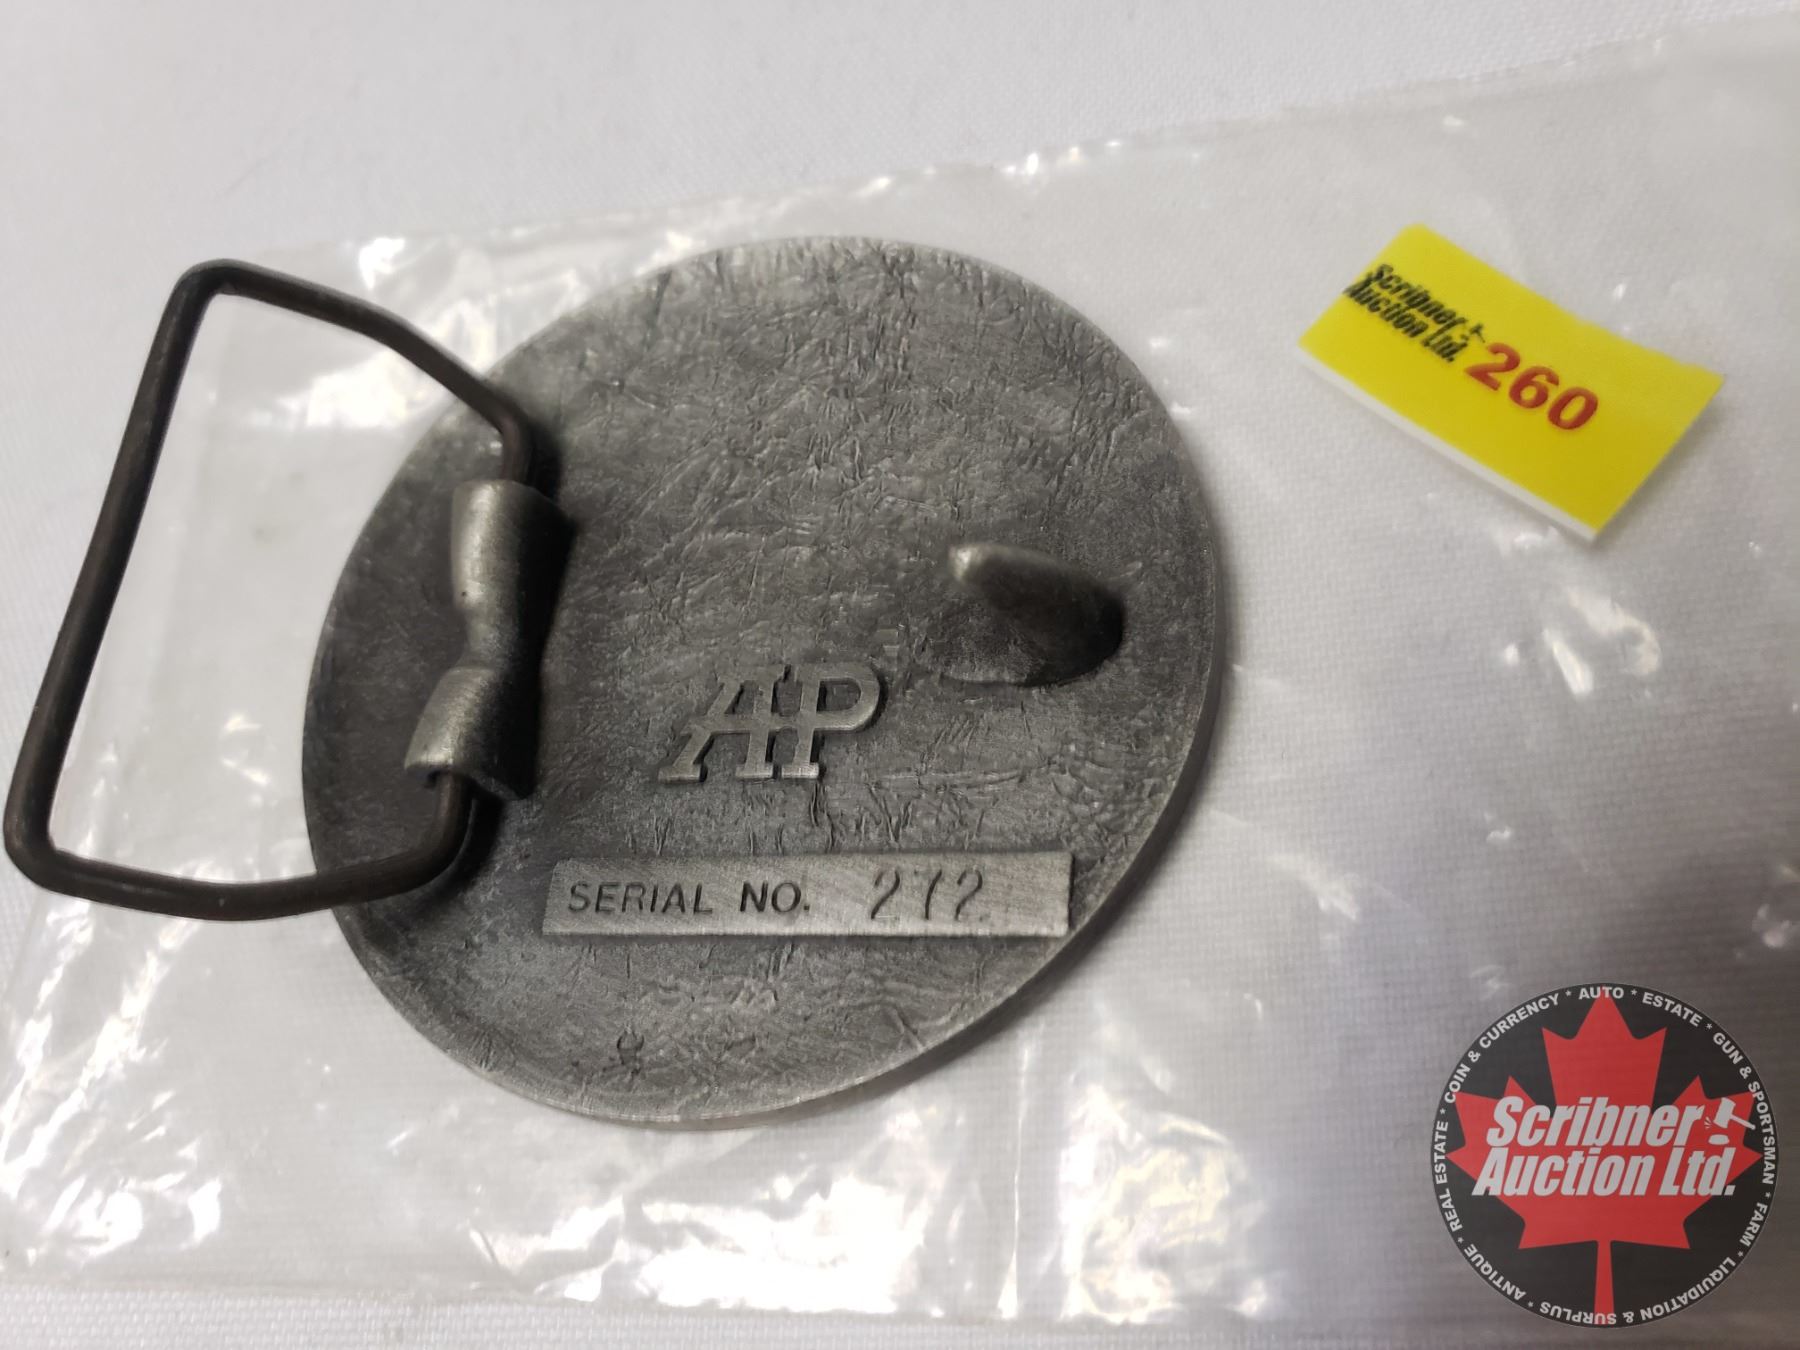 Scribner
Auction Ltd.
260
AP
SERIAL NO. 272
COIN & CURRENCY * AUTO * ESTATE * GUN & SPORTSMAN * FARM * LIQUIDATION & SURPLUS * ANTIQUE * REAL ESTATE *
Scribner
Auction Ltd.